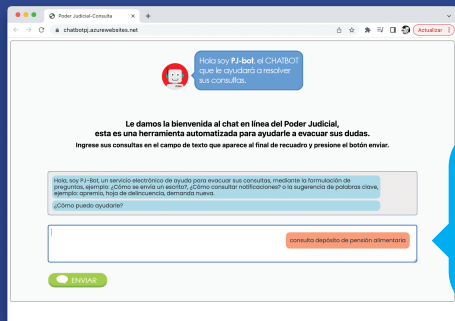 Poder Judicial-Consulta
chatbotpj.azurewebsites.net
Actualizar
Hola soy PJ-bot, el CHATBOT
que le ayudará a resolver
sus consultas.
Le damos la bienvenida al chat en línea del Poder Judicial,
esta es una herramienta automatizada para ayudarle a evacuar sus dudas.
Ingrese sus consultas en el campo de texto que aparece al final de recuadro y presione el botón enviar.
Hola, soy PJ-Bot, un servicio electrónico de ayuda para evacuar sus consultas, mediante la formulación de
preguntas, ejemplo: ¿Cómo se envía un escrito?, ¿Cómo consultar notificaciones? o la sugerencia de palabras clave,
ejemplo: apremio, hoja de delincuencia, demanda nueva.
¿Cómo puedo ayudarle?
consulta depósito de pensión alimentaria
ENVIAR